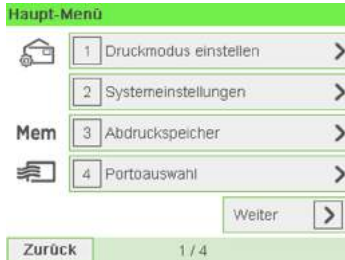 Haupt-Menü
1 Druckmodus einstellen
2 Systemeinstellungen
Mem 3 Abdruckspeicher
4 Portoauswahl
Weiter
Zurück 1 / 4